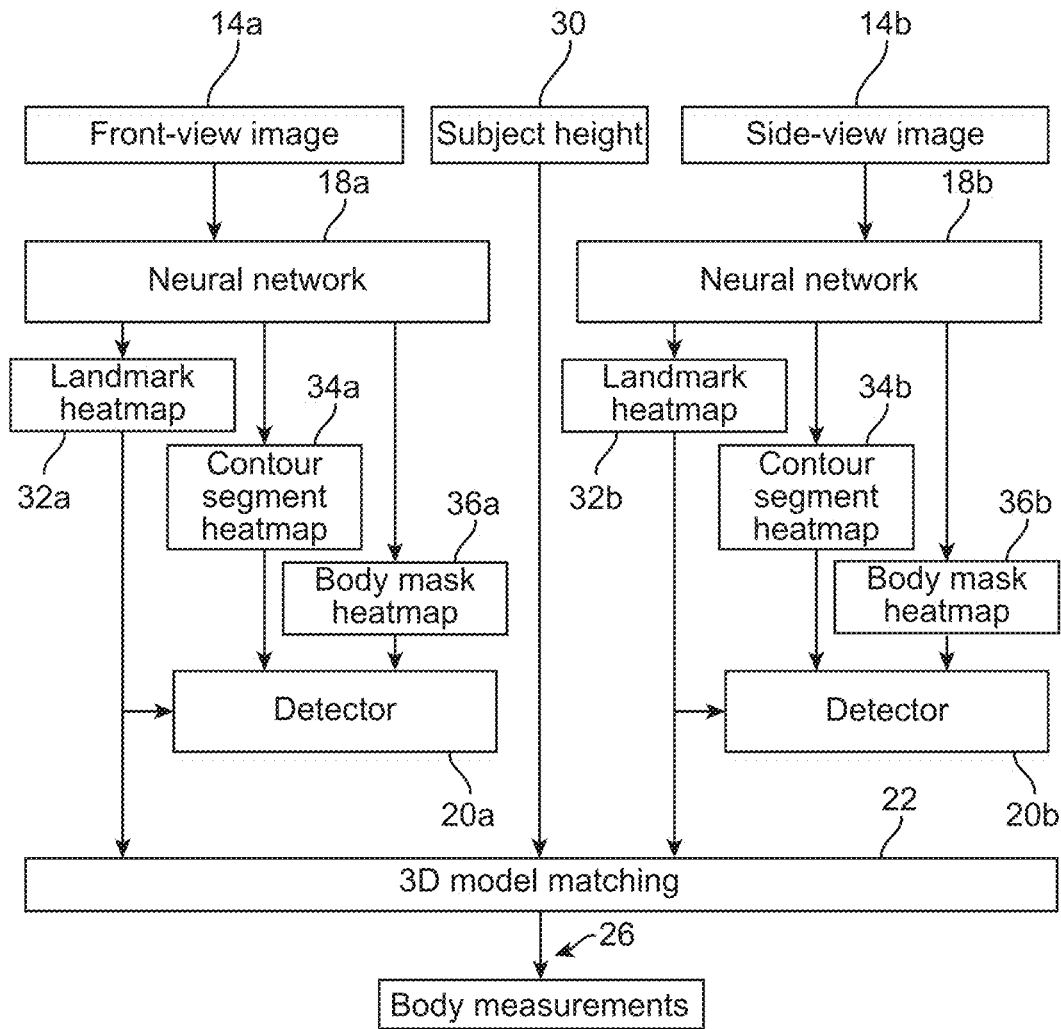 14a
30
14b
Front-view image
Subject height
Side-view image
18a
18b
Neural network
Neural network
Landmark
heatmap
34a
Landmark
heatmap
34b
32a
Contour
segment
heatmap
36a
32b
Contour
segment
heatmap
36b
Body mask
heatmap
Body mask
heatmap
Detector
Detector
20a
22
20b
3D model matching
26
Body measurements